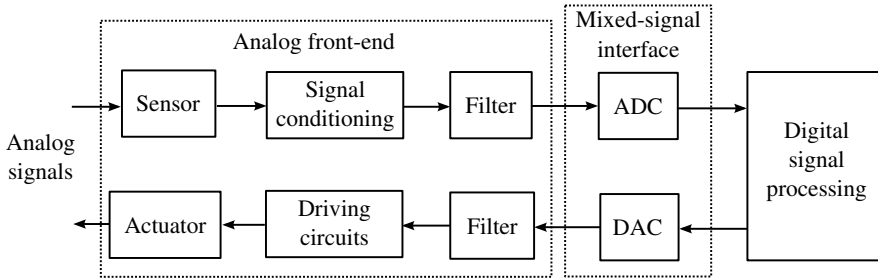 Mixed-signal
interface
Analog front-end
Sensor
Signal
conditioning
Filter
ADC
Digital
signal
processing
Analog
signals
Actuator
Driving
circuits
Filter
DAC